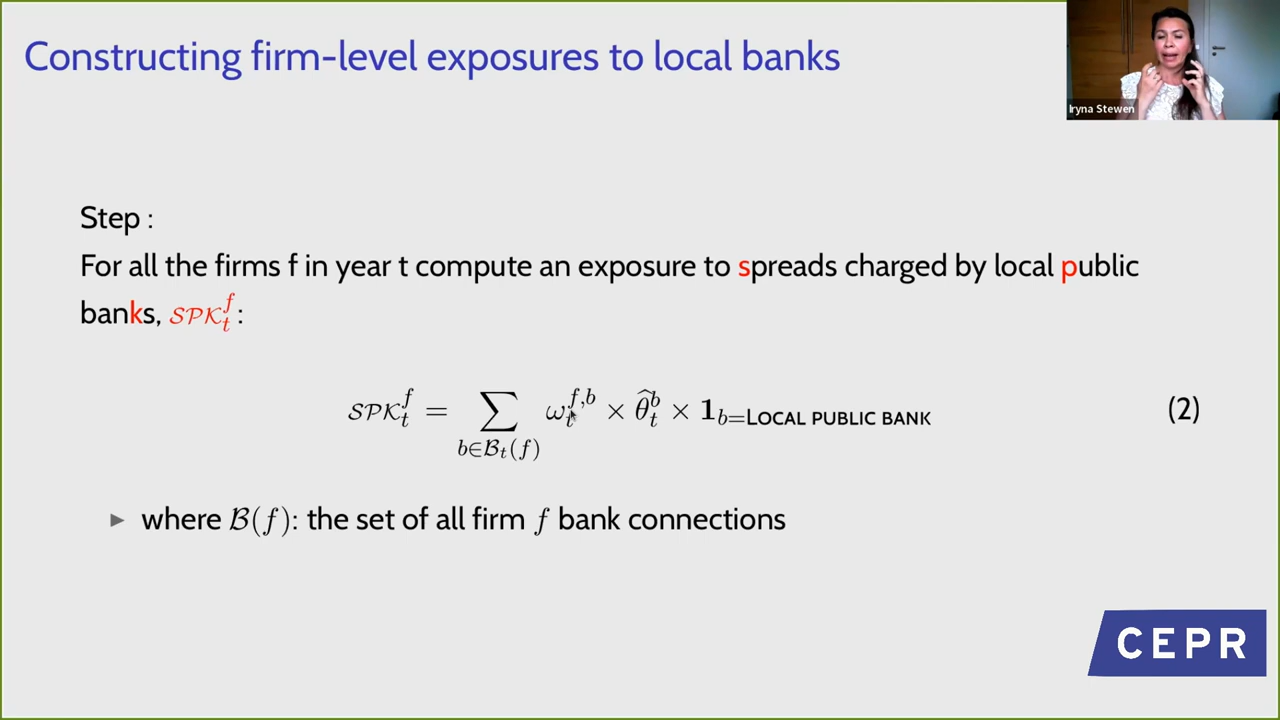 Constructing firm-level exposures to local banks
Iryna Stewen
Step :
For all the firms f in year t compute an exposure to spreads charged by local public
banks, 𝒮𝒫𝒦_t^f :
𝒮𝒫𝒦_t^f = ∑_{b∈ℬ_t(f)} ω_t^{f,b} × θ̂_t^b × 𝟏_{b=LOCAL PUBLIC BANK} (2)
▶ where ℬ(f): the set of all firm f bank connections
CEPR